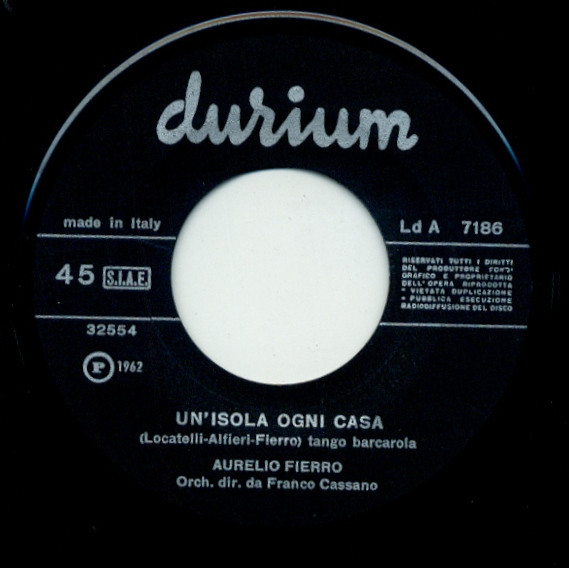 durium
made in Italy
Ld A 7186
45 S.I.A.E.
RISERVATI TUTTI I DIRITTI
DEL PRODUTTORE FONO-
GRAFICO E PROPRIETARIO
DELL'OPERA RIPRODOTTA
- VIETATA DUPLICAZIONE
- PUBBLICA ESECUZIONE
RADIODIFFUSIONE DEL DISCO
32554
P 1962
UN'ISOLA OGNI CASA
(Locatelli-Alfieri-Fierro) tango barcarola
AURELIO FIERRO
Orch. dir. da Franco Cassano